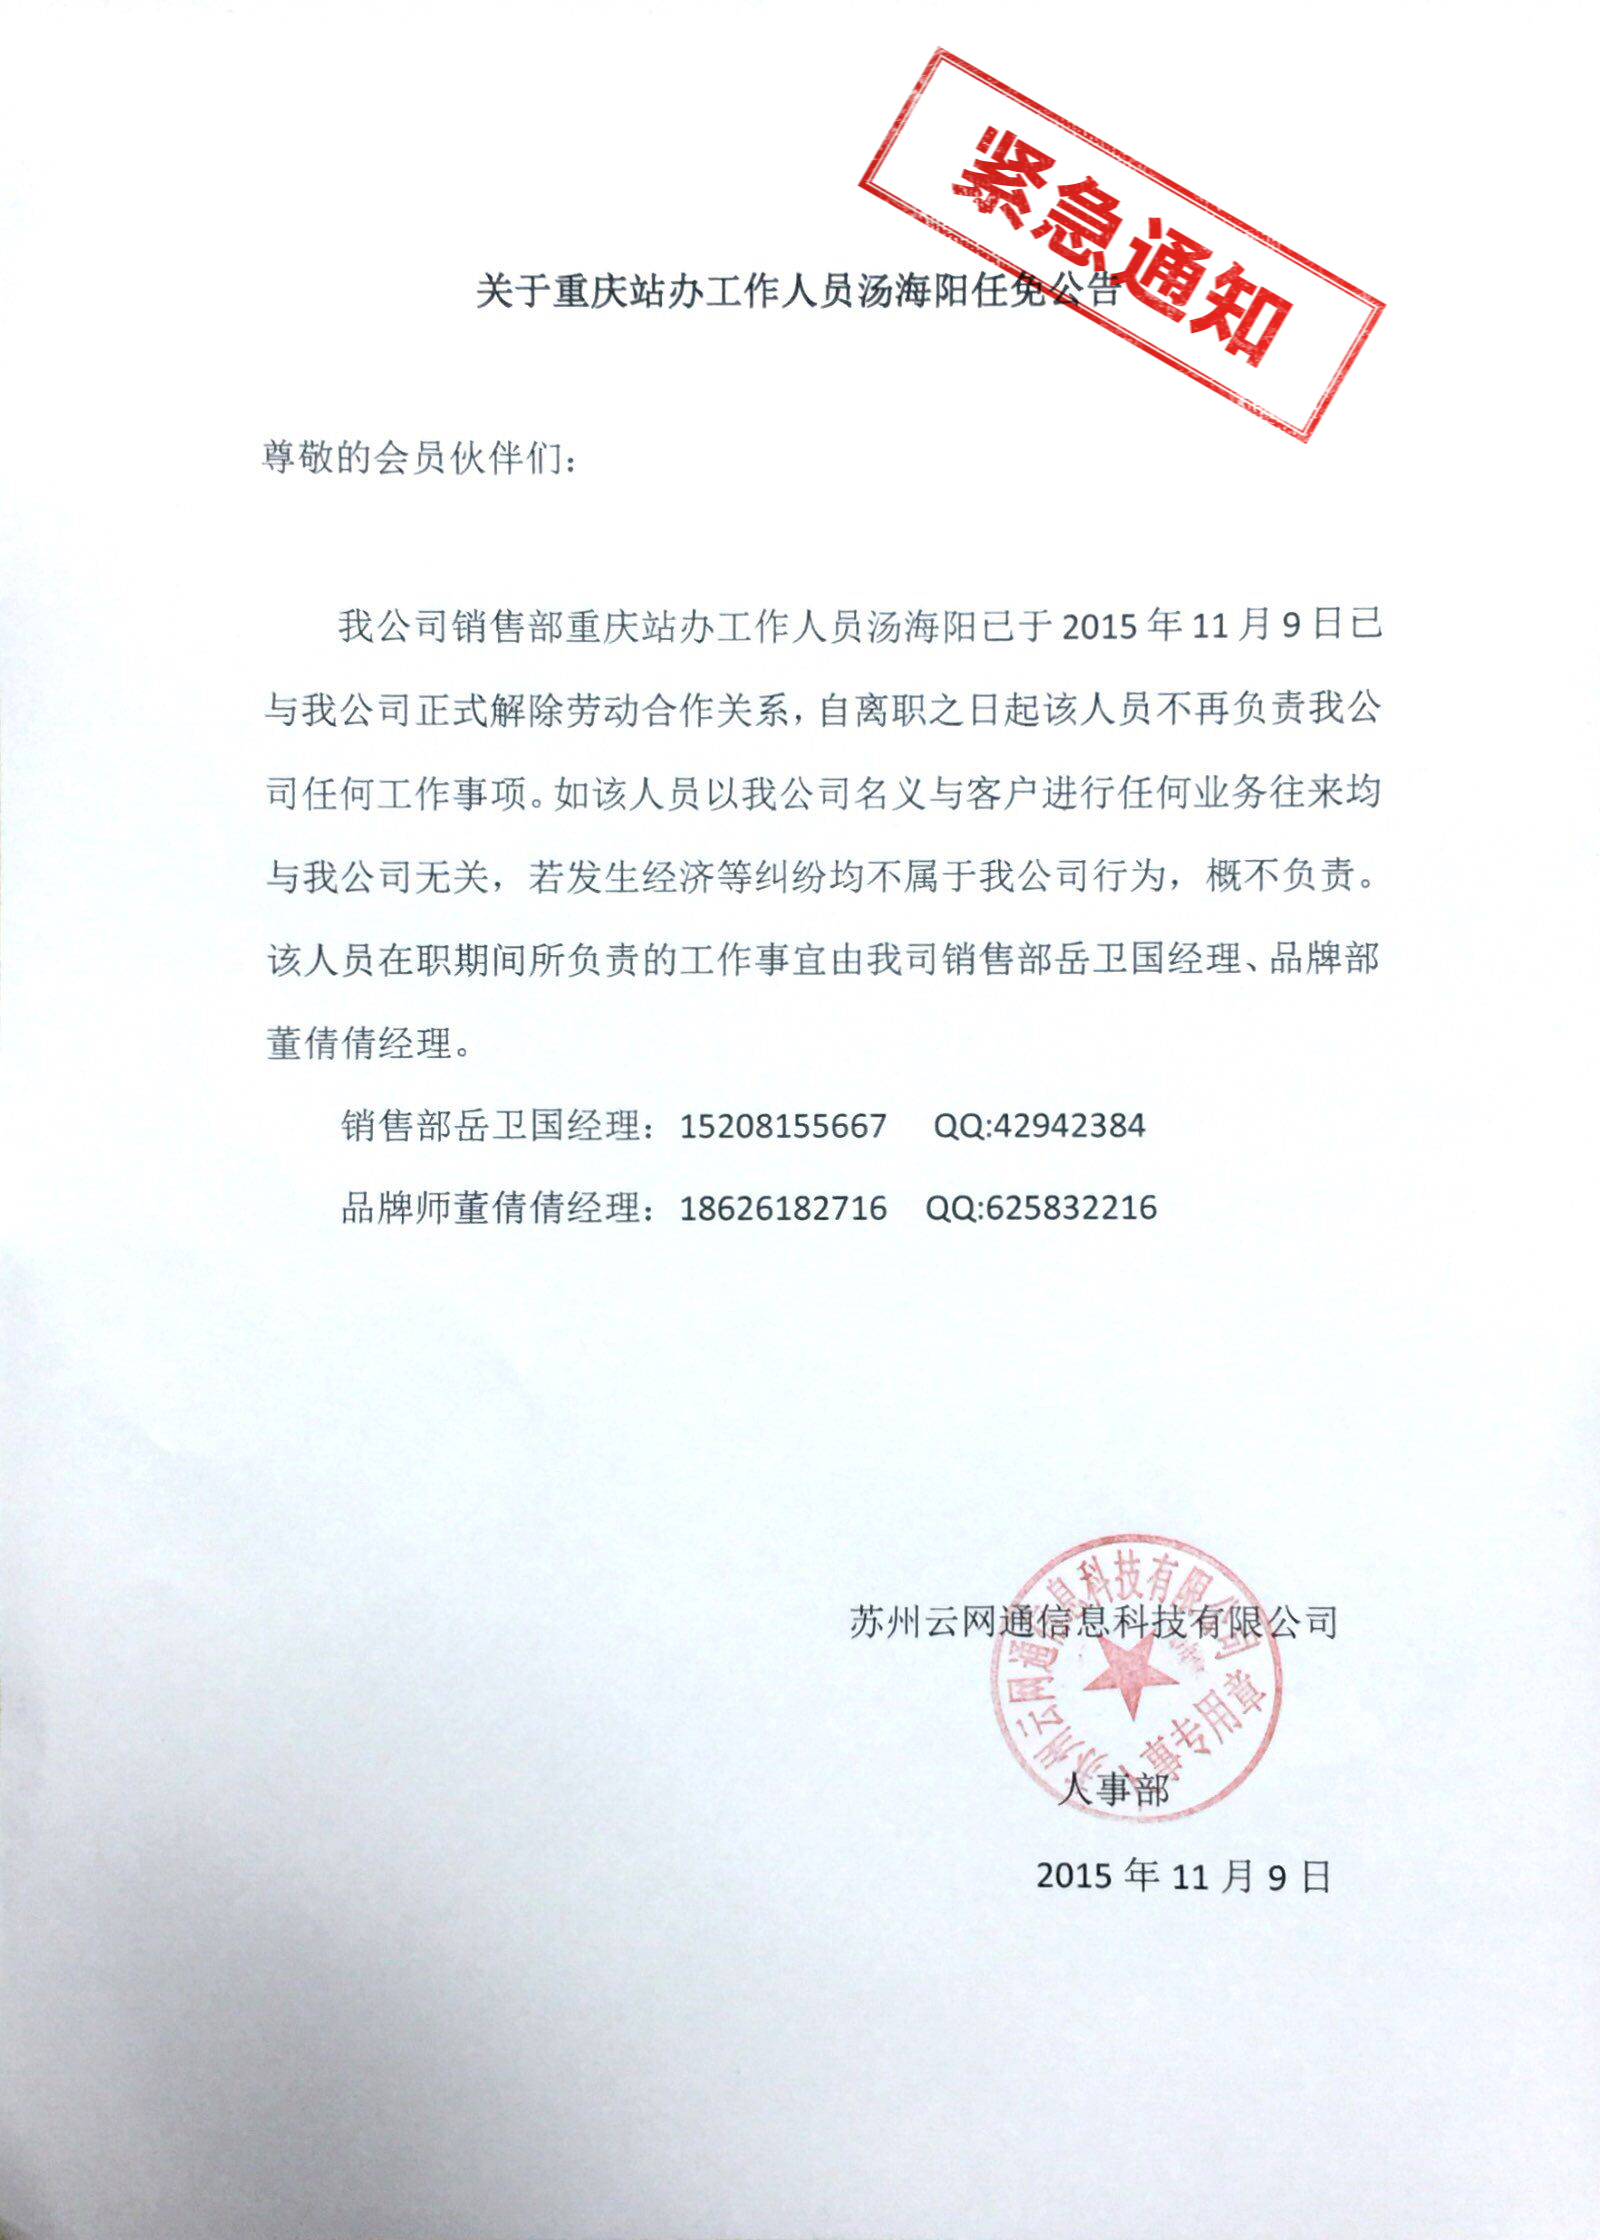 紧急通知
关于重庆站办工作人员汤海阳任免公告
尊敬的会员伙伴们：
我公司销售部重庆站办工作人员汤海阳已于 2015 年 11 月 9 日已
与我公司正式解除劳动合作关系，自离职之日起该人员不再负责我公
司任何工作事项。如该人员以我公司名义与客户进行任何业务往来均
与我公司无关，若发生经济等纠纷均不属于我公司行为，概不负责。
该人员在职期间所负责的工作事宜由我司销售部岳卫国经理、品牌部
董倩倩经理。
销售部岳卫国经理：15208155667 QQ:42942384
品牌师董倩倩经理：18626182716 QQ:625832216
苏州云网通信息科技有限公司
苏州云网通信息科技有限公司
人事专用章
人事部
2015 年 11 月 9 日